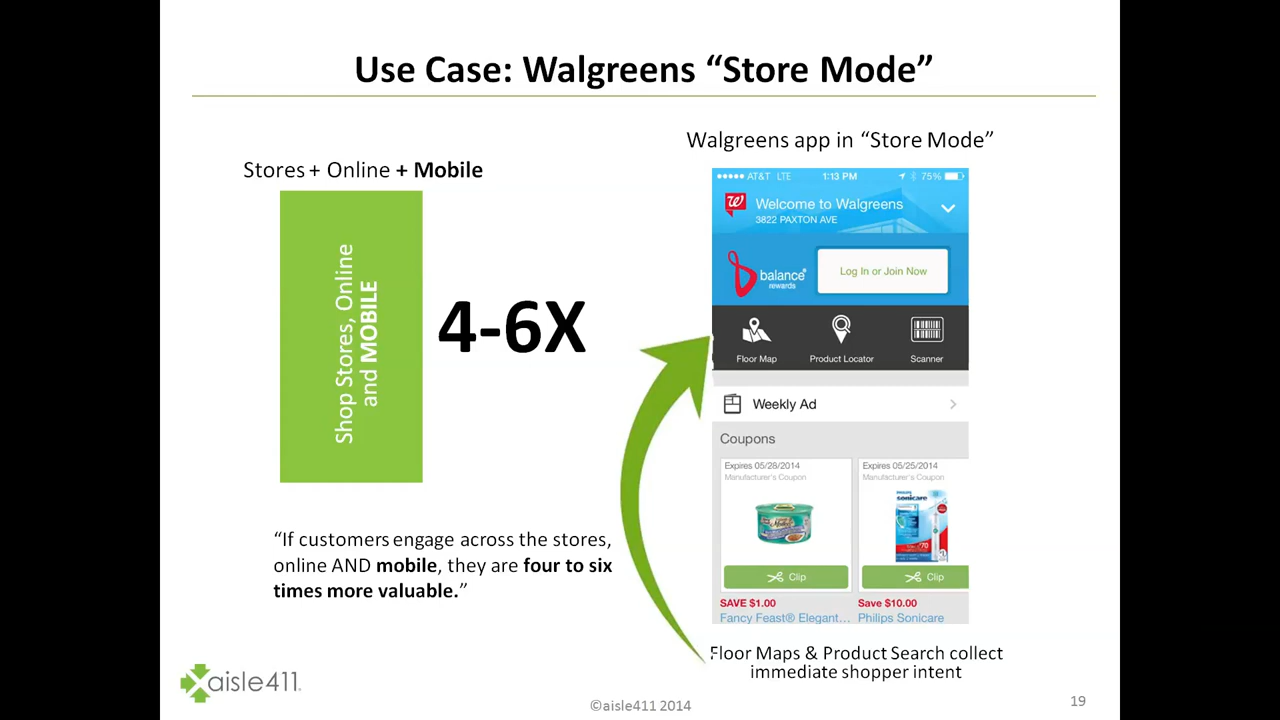 Use Case: Walgreens “Store Mode”
Stores + Online + Mobile
Shop Stores, Online
and MOBILE
4-6X
“If customers engage across the stores,
online AND mobile, they are four to six
times more valuable.”
Walgreens app in “Store Mode”
AT&T LTE 1:13 PM 75%
Welcome to Walgreens
3822 PAXTON AVE
balance®
rewards
Log In or Join Now
Floor Map Product Locator Scanner
Weekly Ad
Coupons
Expires 05/28/2014 Expires 05/25/2014
Manufacturer's Coupon Manufacturer's Coupon
sonicare
Clip Clip
SAVE $1.00 Save $10.00
Fancy Feast® Elegant... Philips Sonicare
Floor Maps & Product Search collect
immediate shopper intent
aisle411
©aisle411 2014
19